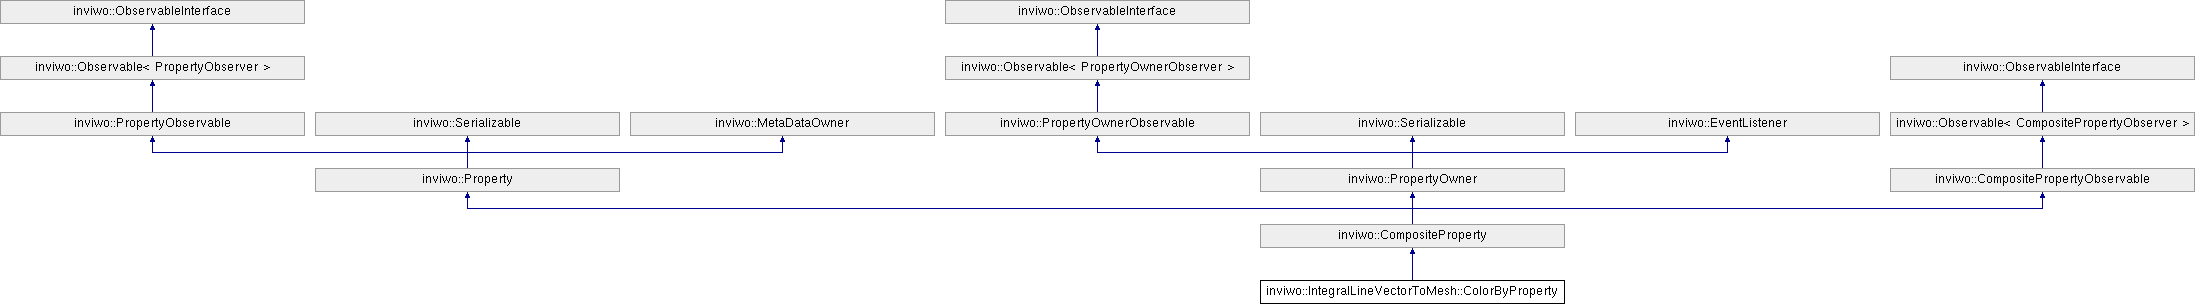 inviwo::ObservableInterface
inviwo::ObservableInterface
inviwo::Observable< PropertyObserver >
inviwo::Observable< PropertyOwnerObserver >
inviwo::ObservableInterface
inviwo::PropertyObservable
inviwo::Serializable
inviwo::MetaDataOwner
inviwo::PropertyOwnerObservable
inviwo::Serializable
inviwo::EventListener
inviwo::Observable< CompositePropertyObserver >
inviwo::Property
inviwo::PropertyOwner
inviwo::CompositePropertyObservable
inviwo::CompositeProperty
inviwo::IntegralLineVectorToMesh::ColorByProperty